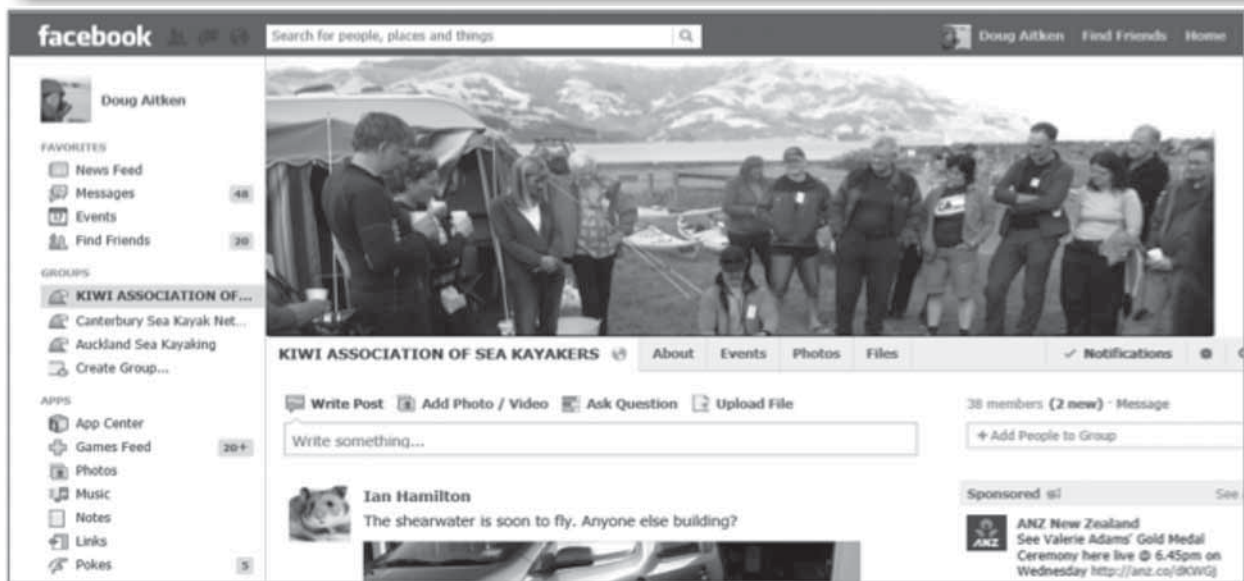 facebook
Search for people, places and things
Doug Aitken Find Friends Home
Doug Aitken
FAVORITES
News Feed
Messages 48
Events
Find Friends 20
GROUPS
KIWI ASSOCIATION OF...
Canterbury Sea Kayak Net...
Auckland Sea Kayaking
Create Group...
APPS
App Center
Games Feed 20+
Photos
Music
Notes
Links
Pokes 5
KIWI ASSOCIATION OF SEA KAYAKERS About Events Photos Files ✓ Notifications
Write Post Add Photo / Video Ask Question Upload File
Write something...
Ian Hamilton
The shearwater is soon to fly. Anyone else building?
38 members (2 new) · Message
+ Add People to Group
Sponsored See
ANZ
ANZ New Zealand
See Valerie Adams' Gold Medal
Ceremony here live @ 6.45pm on
Wednesday http://anz.co/dKWGj